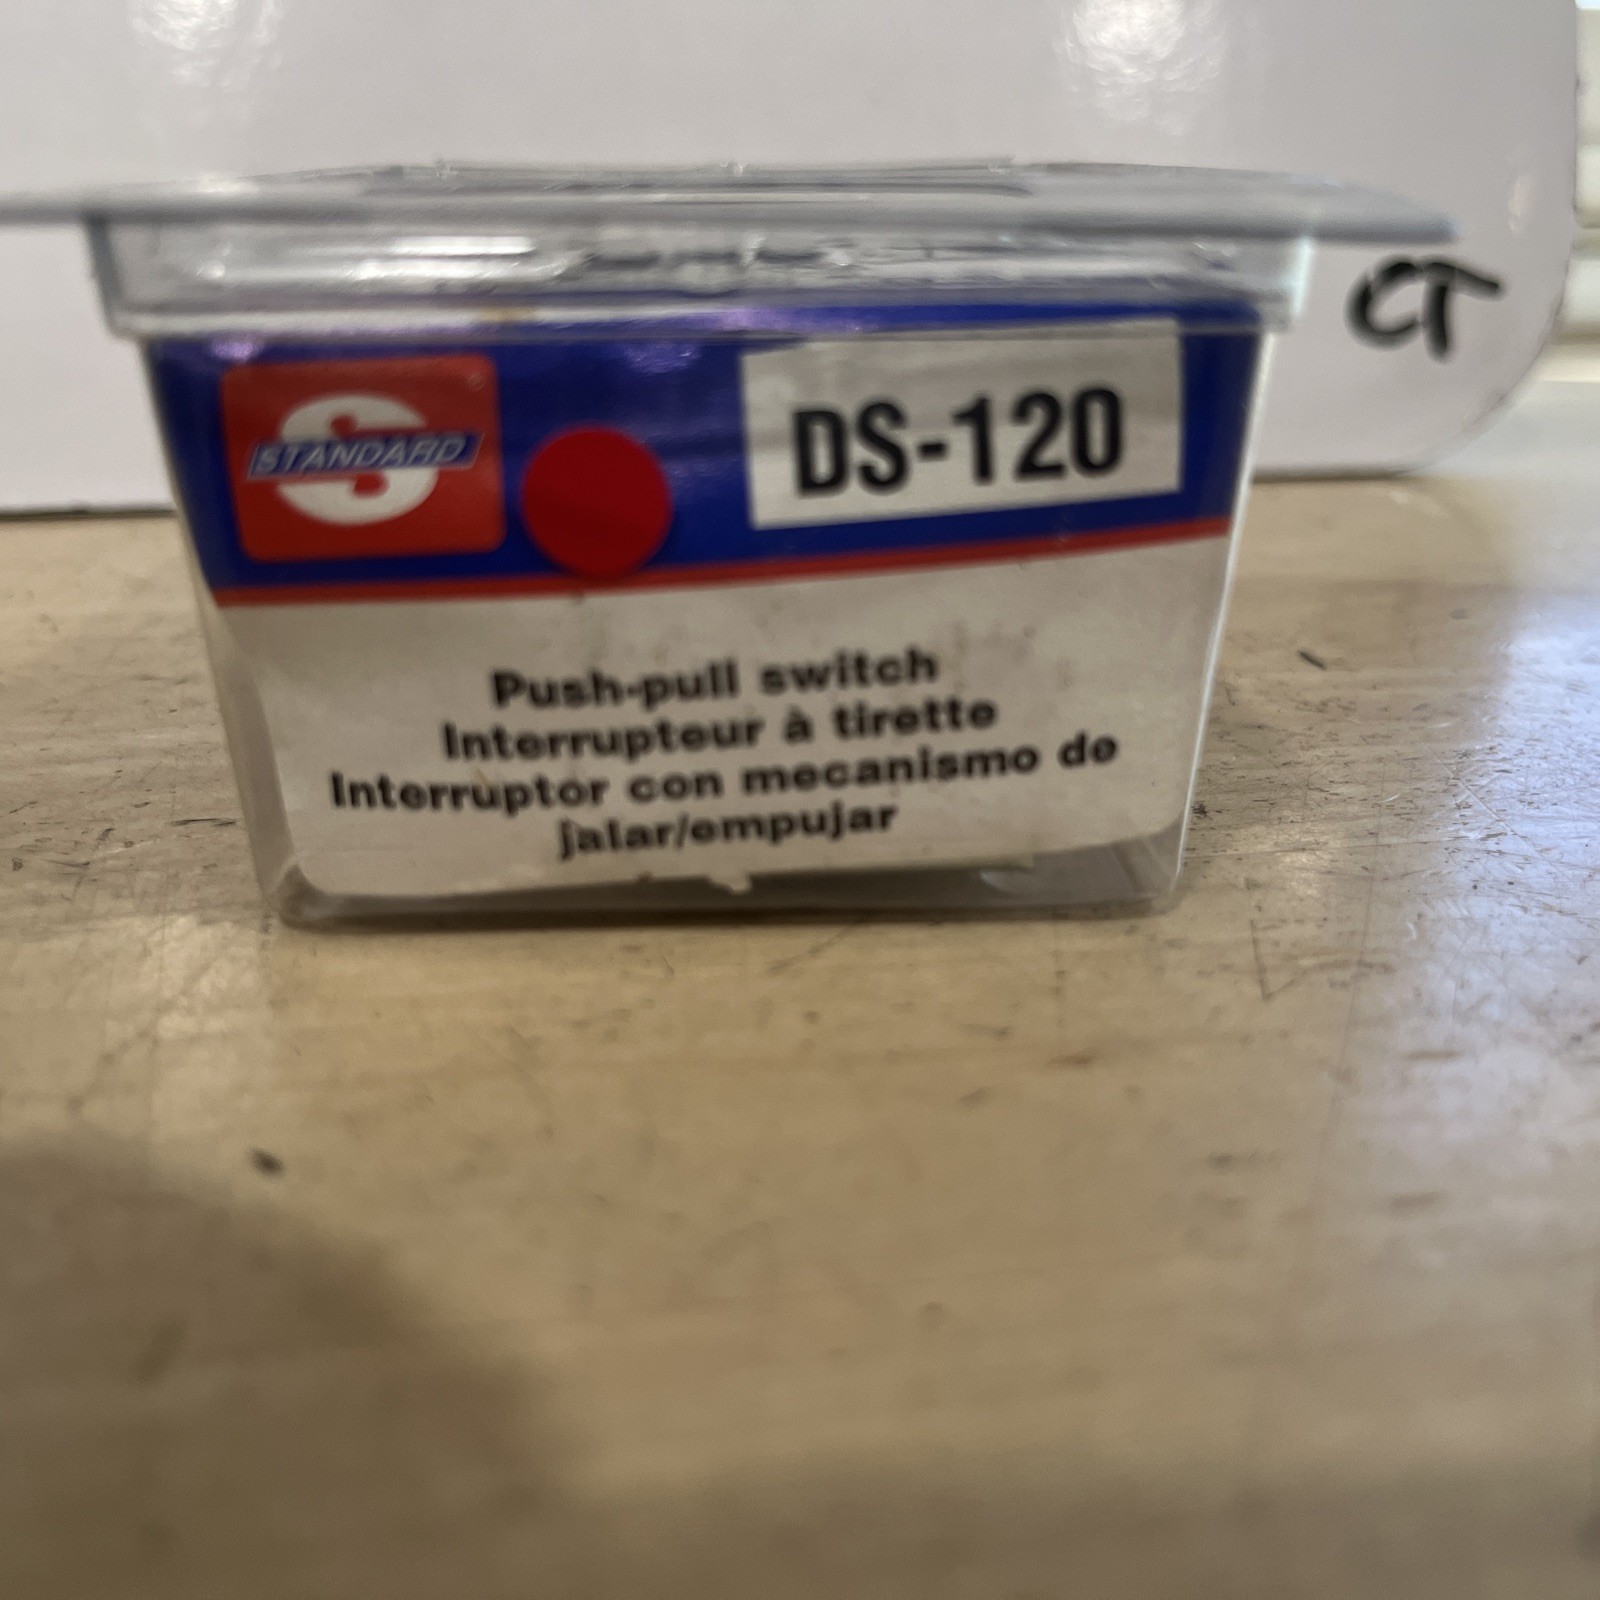 CT
STANDARD
DS-120
Push-pull switch
Interrupteur à tirette
Interruptor con mecanismo de
jalar/empujar